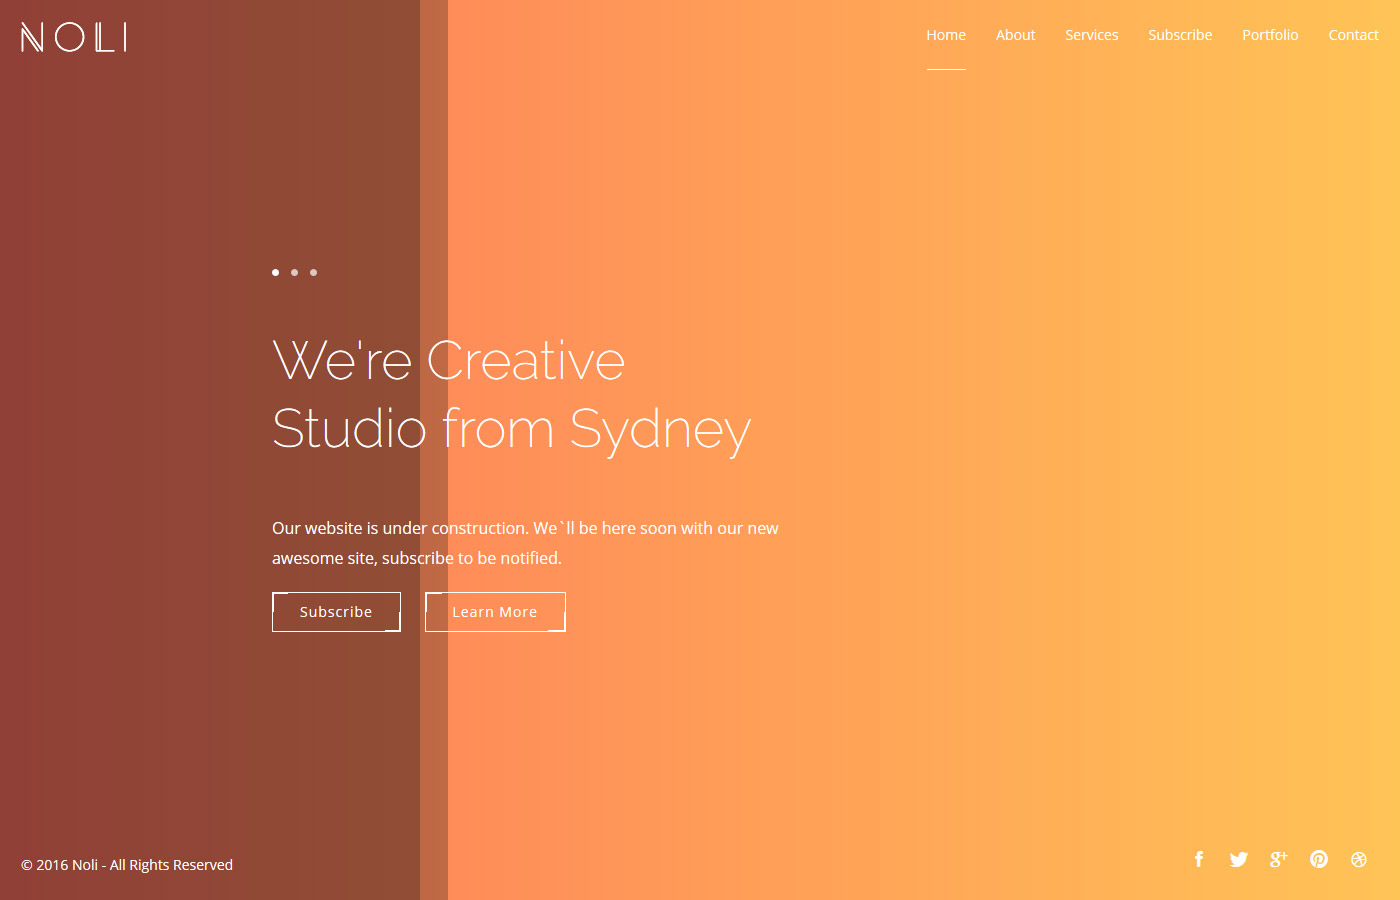 NOLI
Home About Services Subscribe Portfolio Contact
We're Creative
Studio from Sydney
Our website is under construction. We`ll be here soon with our new
awesome site, subscribe to be notified.
Subscribe Learn More
© 2016 Noli - All Rights Reserved